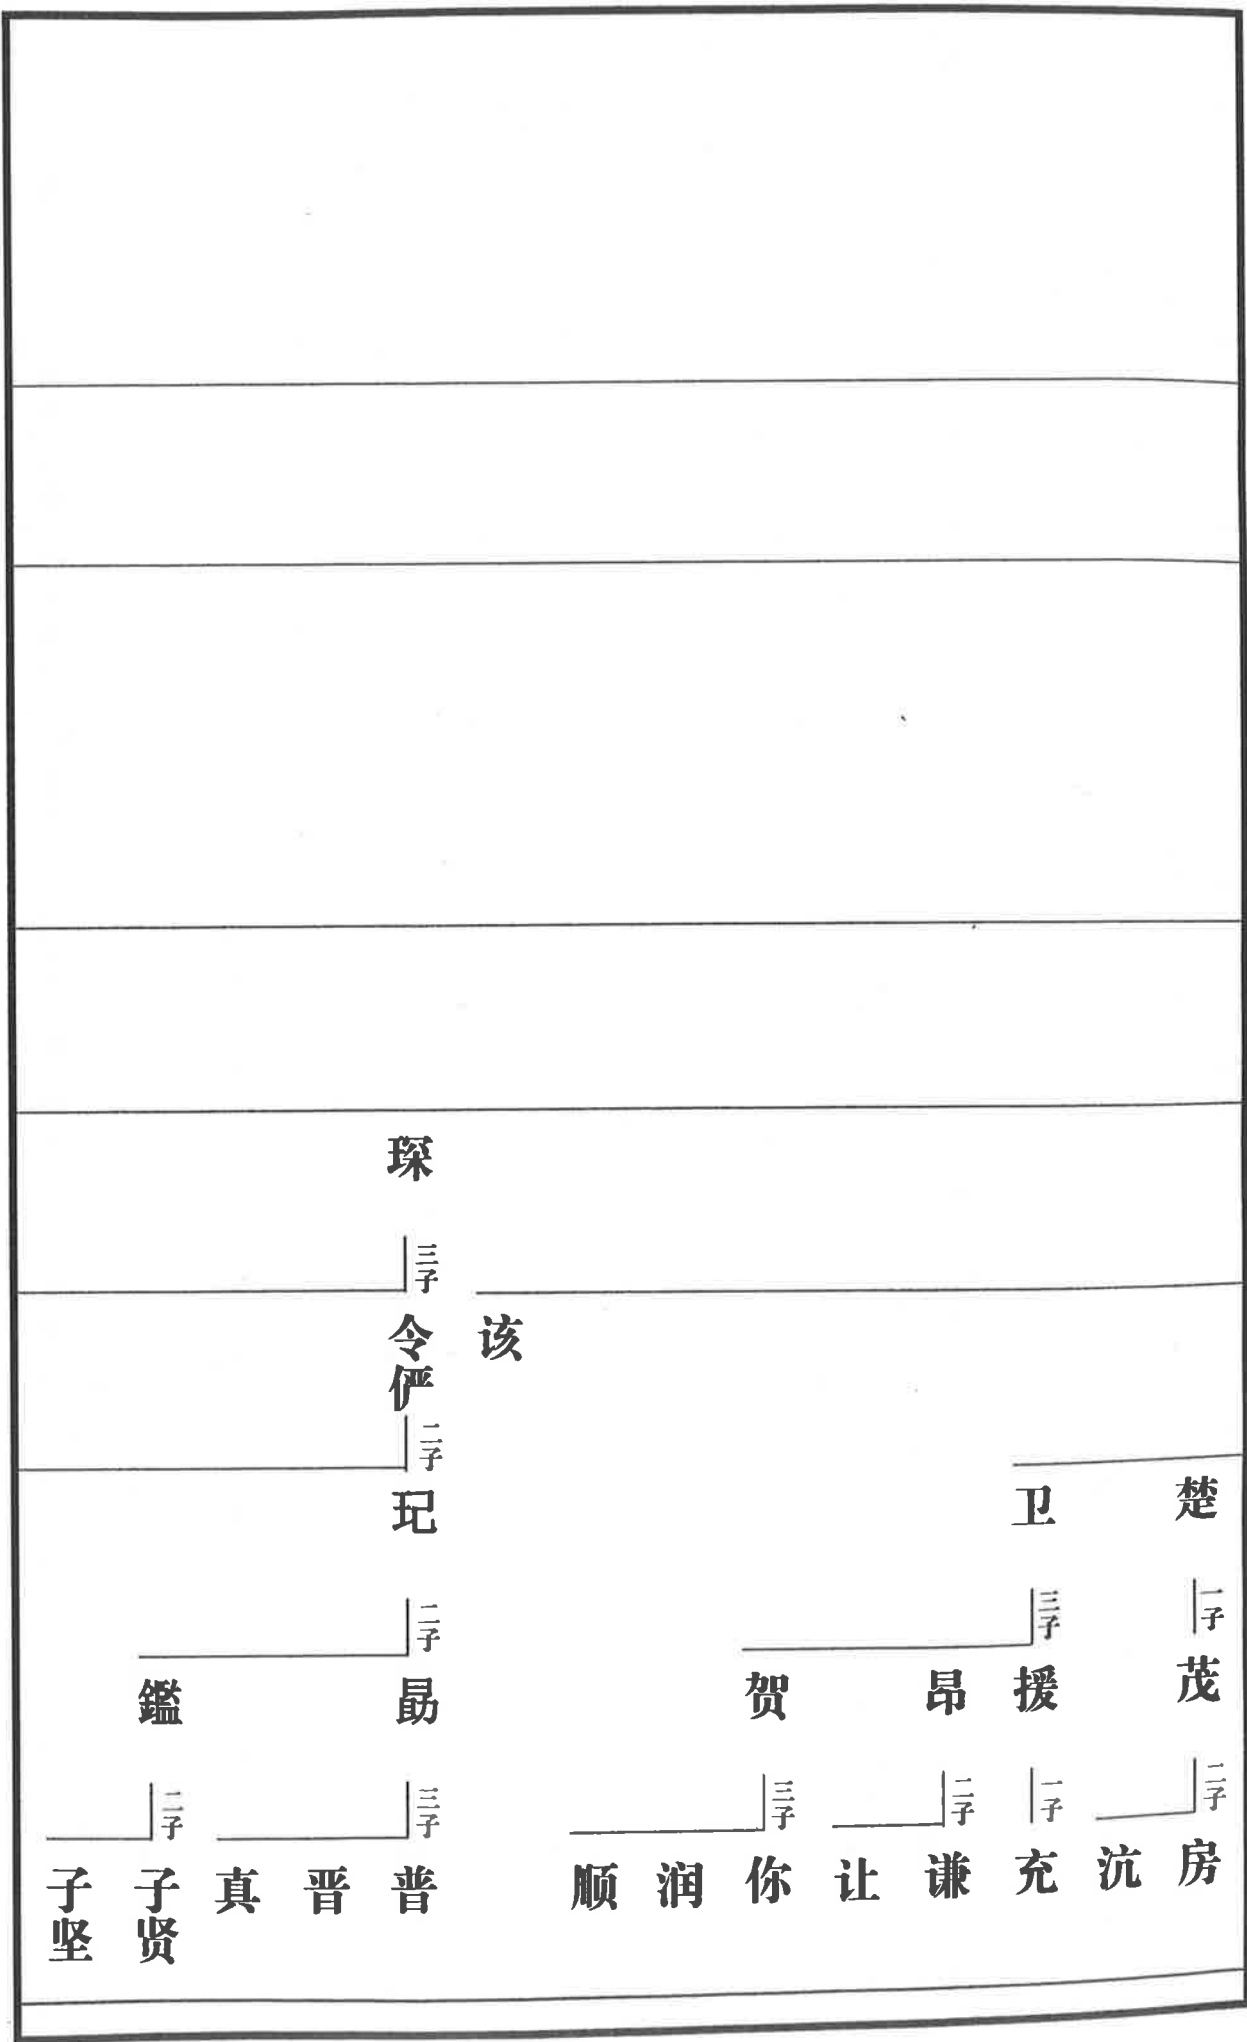 琛
三子
该
令俨
二子
楚
卫
玘
一子
三子
二子
茂
援
昂
贺
勗
鑑
二子
一子
二子
三子
三子
二子
房
沆
充
谦
让
你
润
顺
普
晋
真
子贤
子坚